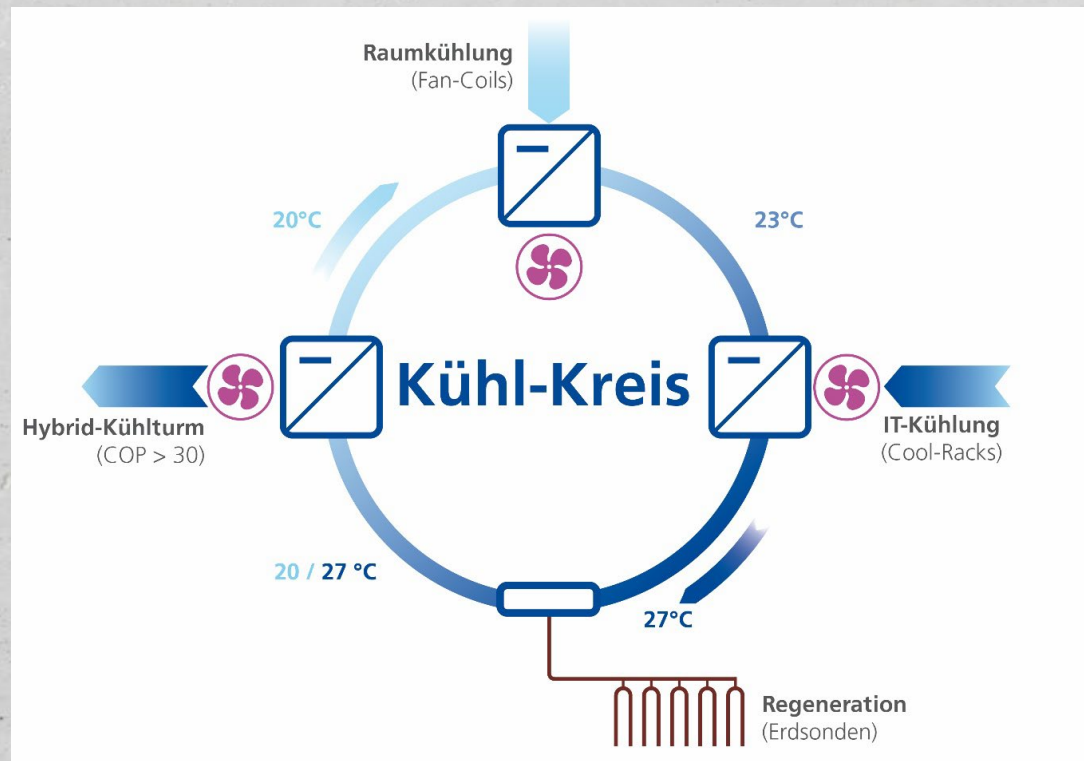 Raumkühlung
(Fan-Coils)
20°C
23°C
Kühl-Kreis
Hybrid-Kühlturm
(COP > 30)
IT-Kühlung
(Cool-Racks)
20 / 27 °C
27°C
Regeneration
(Erdsonden)